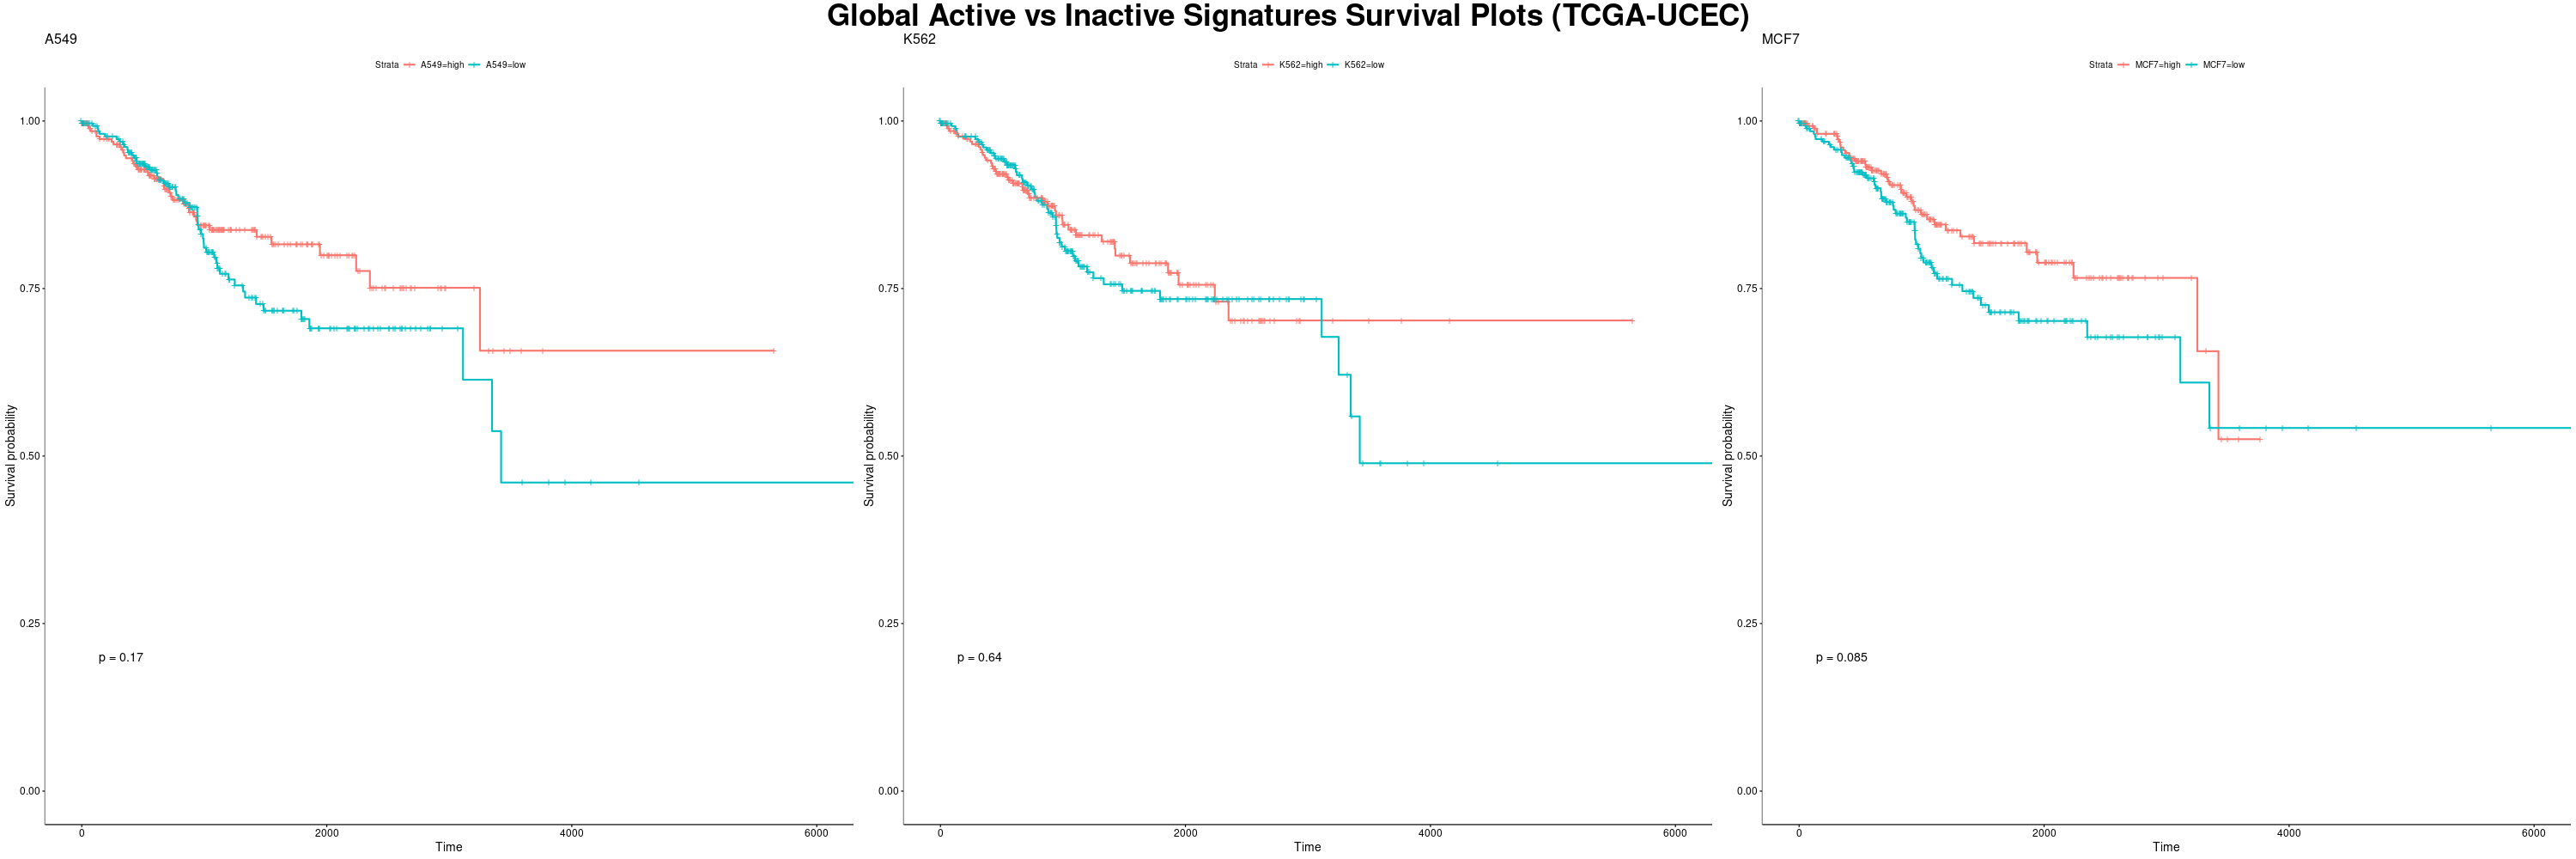 Global Active vs Inactive Signatures Survival Plots (TCGA-UCEC)
A549
Strata A549=high A549=low
1.00
0.75
0.50
0.25
0.00
Survival probability
p = 0.17
0 2000 4000 6000
Time
K562
Strata K562=high K562=low
1.00
0.75
0.50
0.25
0.00
Survival probability
p = 0.64
0 2000 4000 6000
Time
MCF7
Strata MCF7=high MCF7=low
1.00
0.75
0.50
0.25
0.00
Survival probability
p = 0.085
0 2000 4000 6000
Time